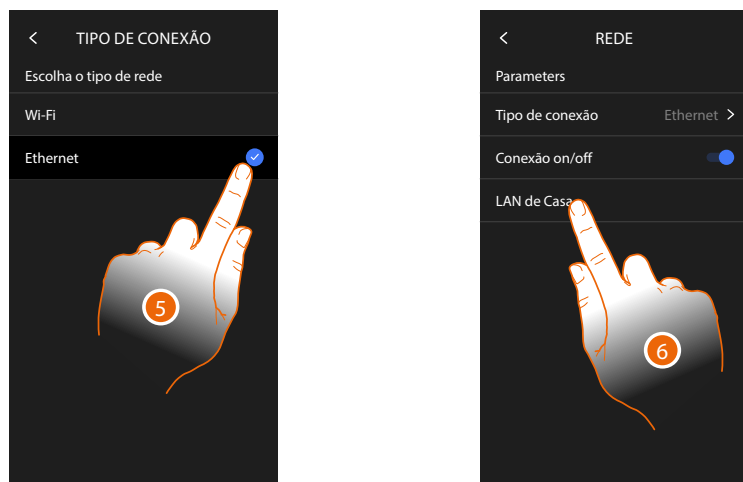 TIPO DE CONEXÃO
Escolha o tipo de rede
Wi-Fi
Ethernet
5
REDE
Parameters
Tipo de conexão Ethernet
Conexão on/off
LAN de Casa
6